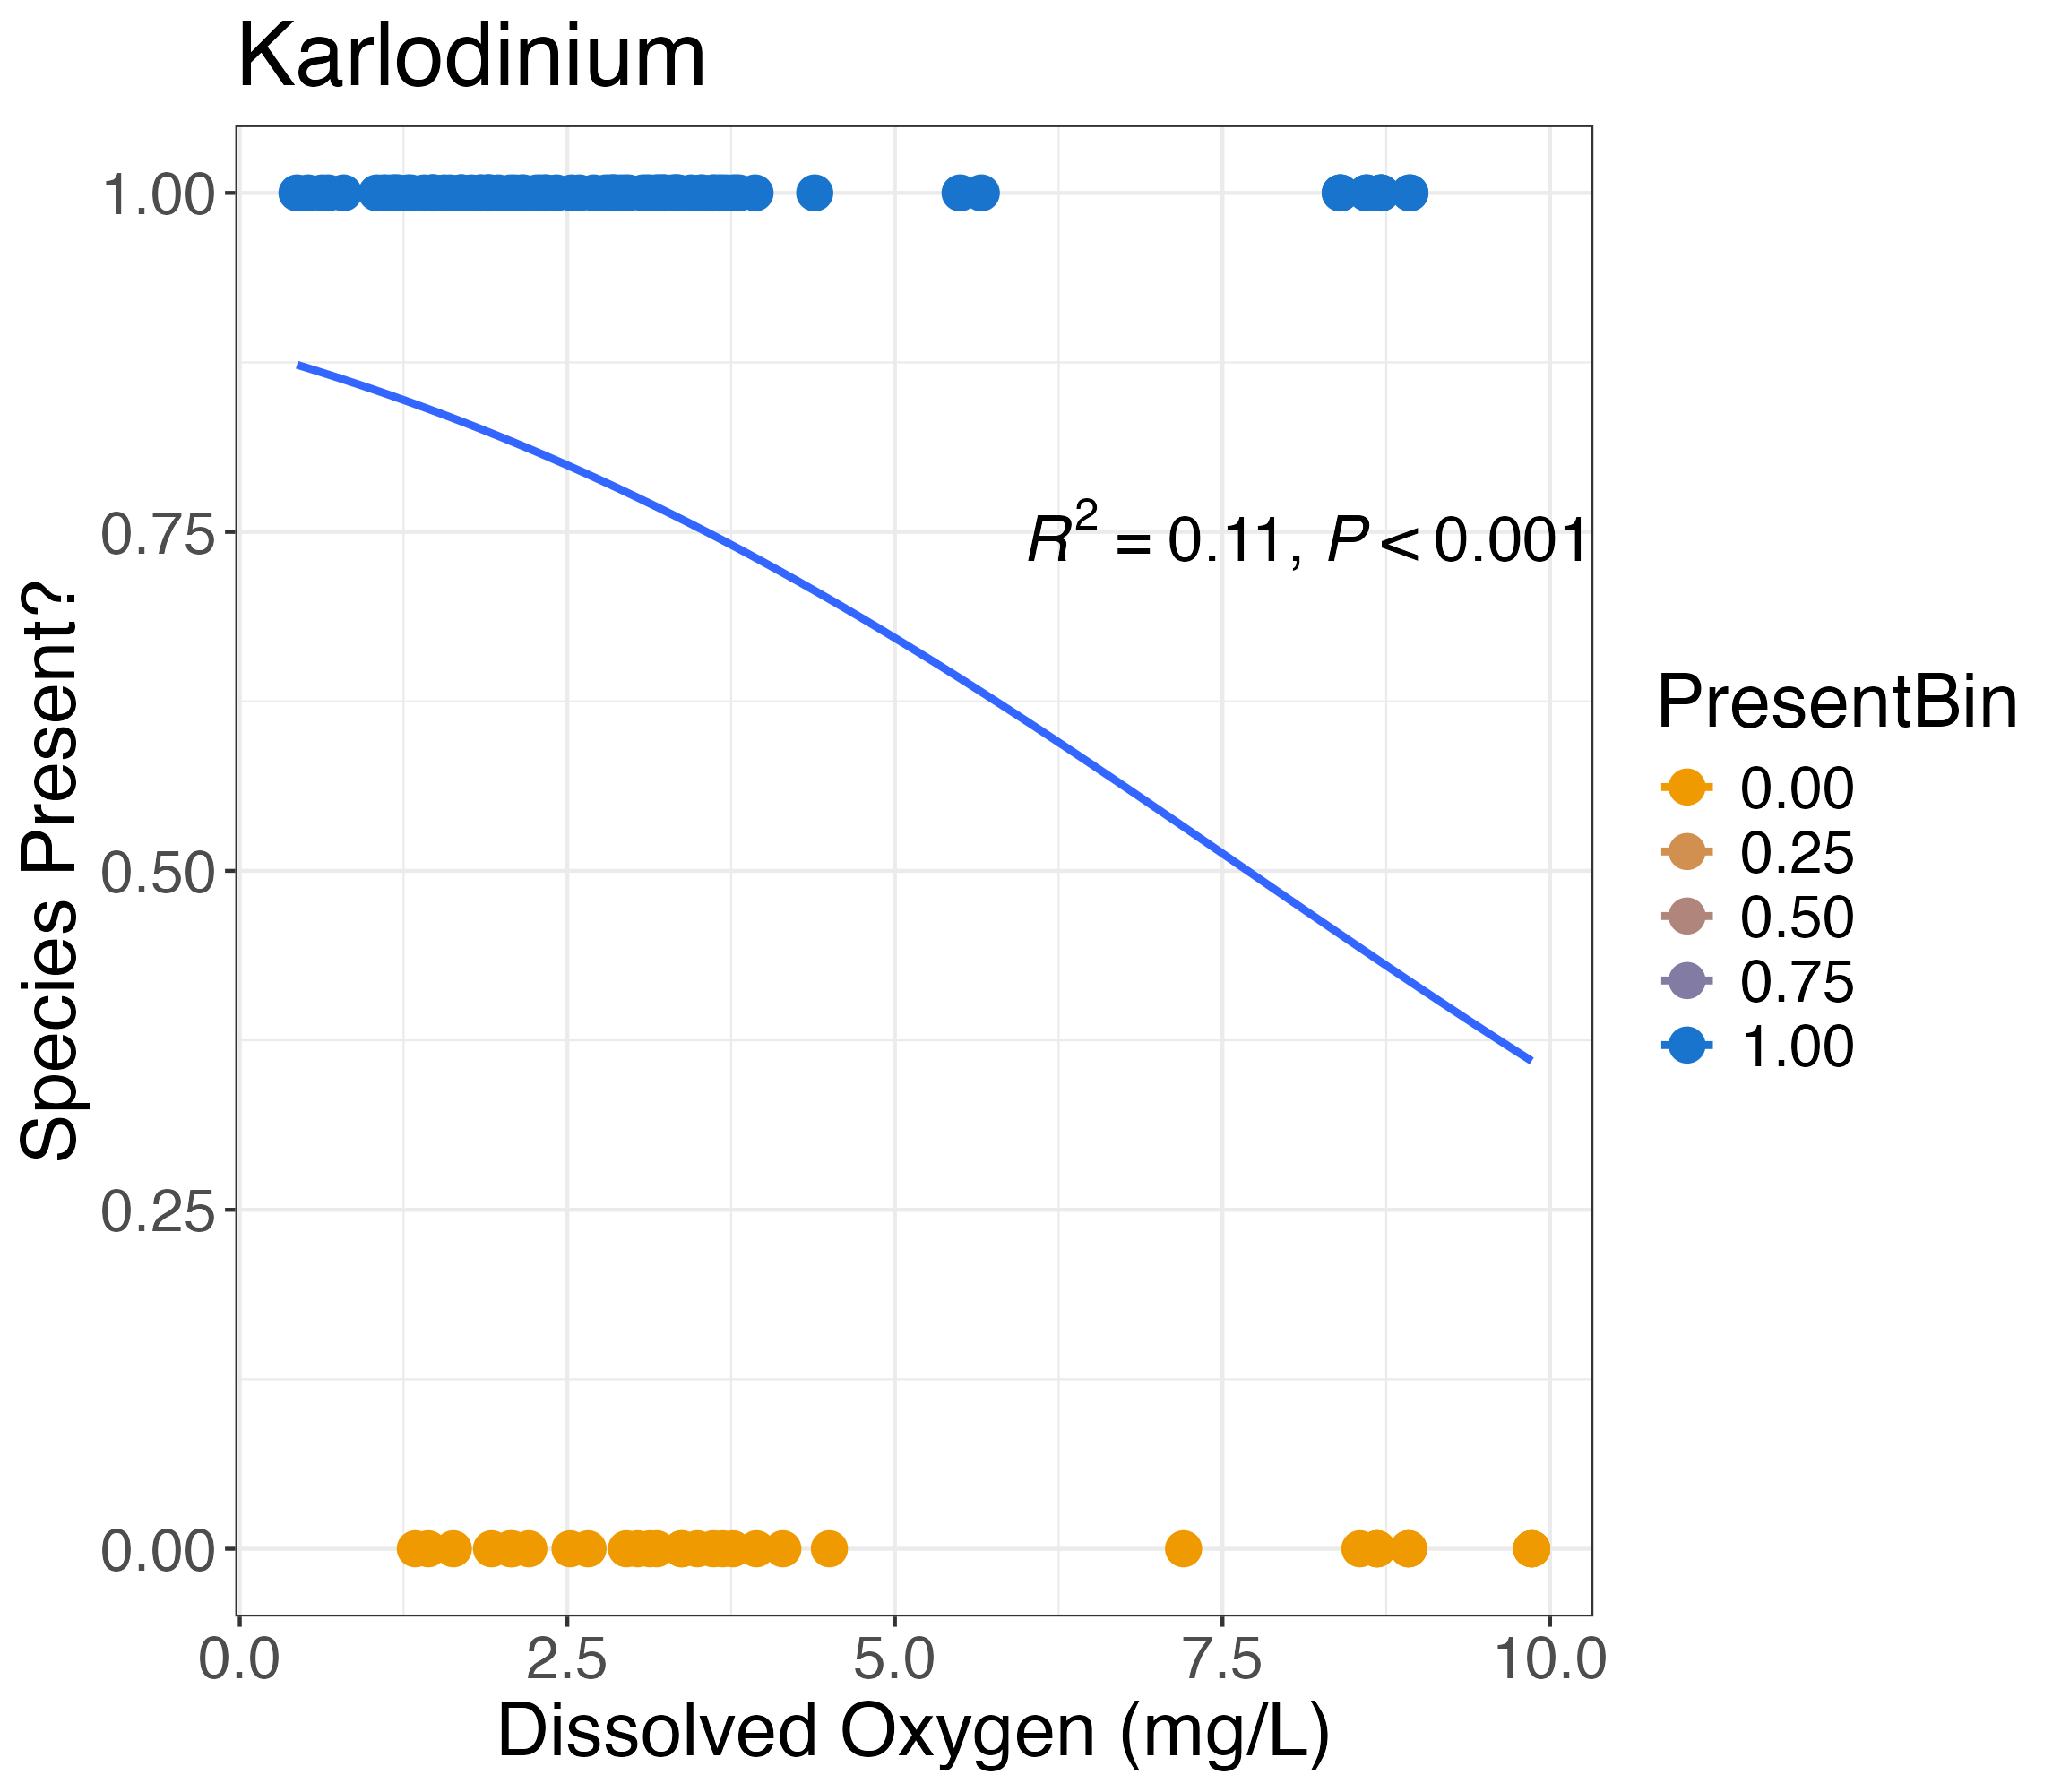 Karlodinium
1.00
0.75
0.50
0.25
0.00
Species Present?
R² = 0.11, P < 0.001
0.0 2.5 5.0 7.5 10.0
Dissolved Oxygen (mg/L)
PresentBin
0.00
0.25
0.50
0.75
1.00